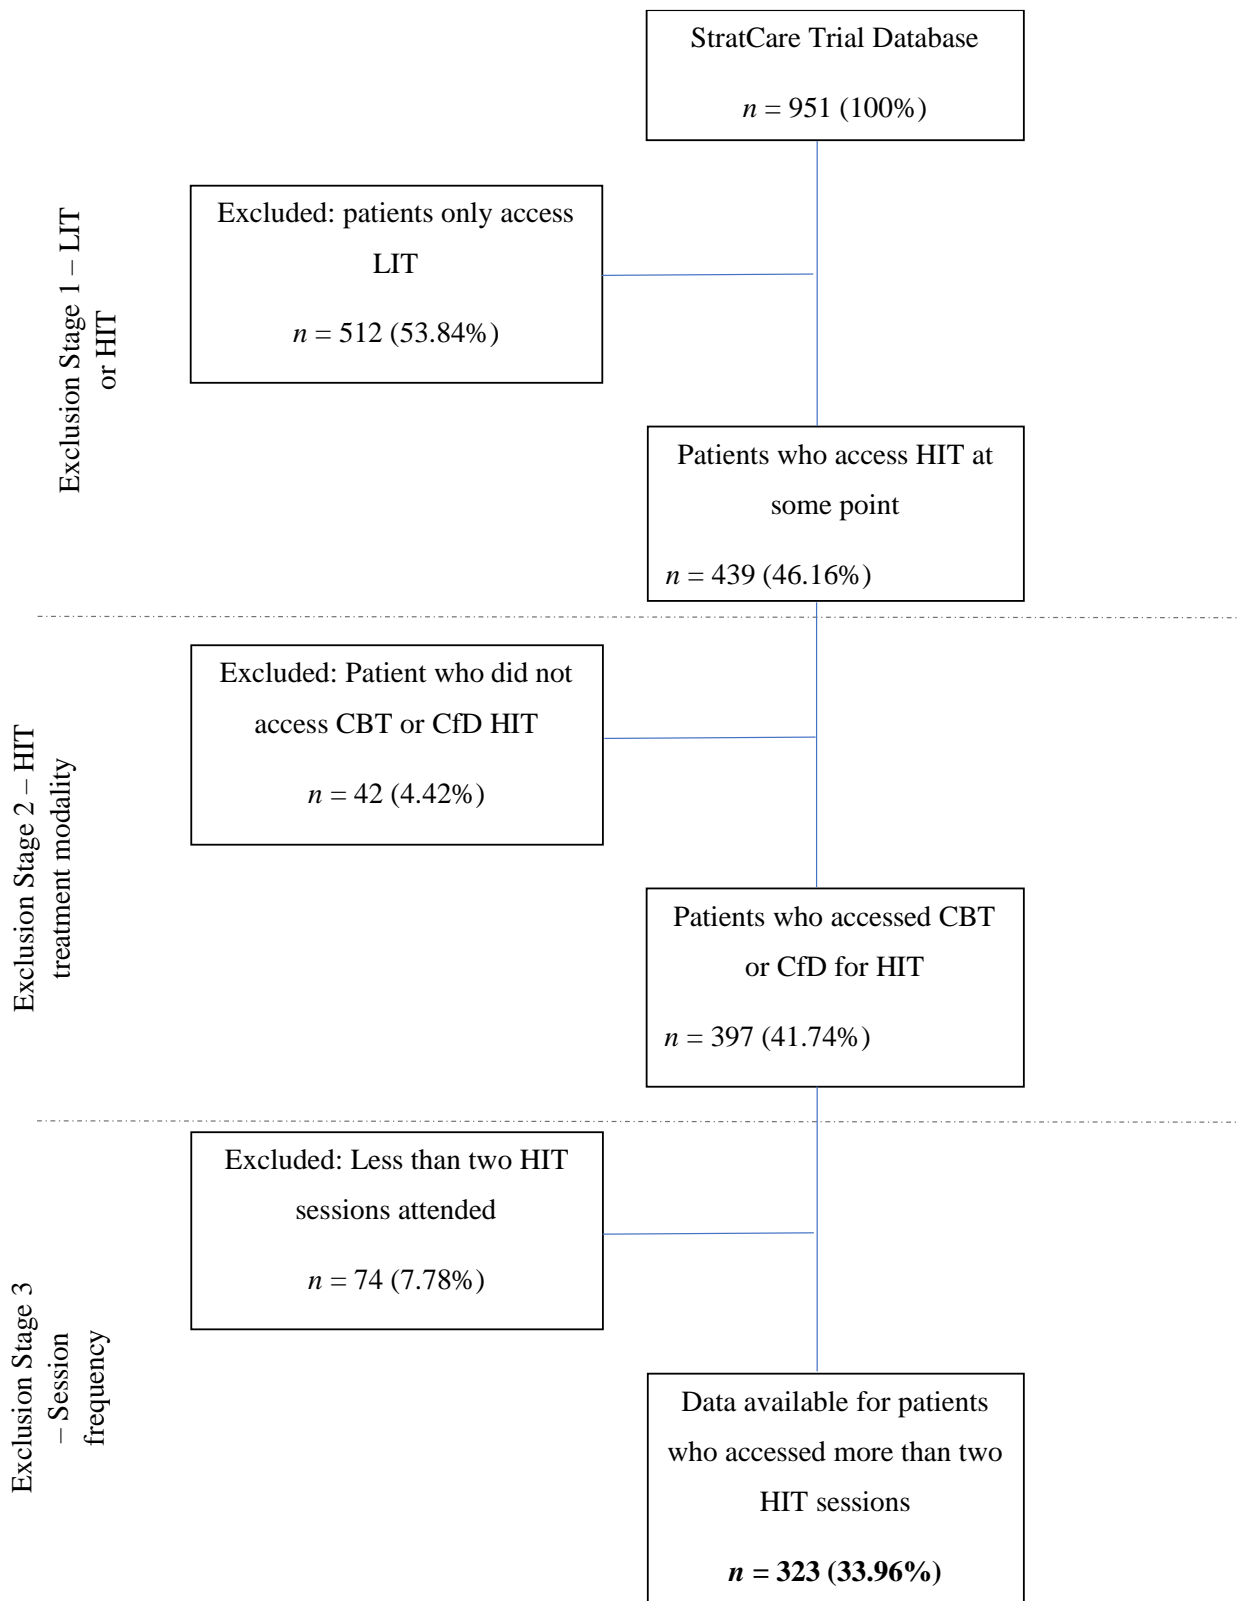 StratCare Trial Database
n = 951 (100%)
Exclusion Stage 1 – LIT
or HIT
Excluded: patients only access
LIT
n = 512 (53.84%)
Patients who access HIT at
some point
n = 439 (46.16%)
Exclusion Stage 2 – HIT
treatment modality
Excluded: Patient who did not
access CBT or CfD HIT
n = 42 (4.42%)
Patients who accessed CBT
or CfD for HIT
n = 397 (41.74%)
Exclusion Stage 3
– Session
frequency
Excluded: Less than two HIT
sessions attended
n = 74 (7.78%)
Data available for patients
who accessed more than two
HIT sessions
n = 323 (33.96%)